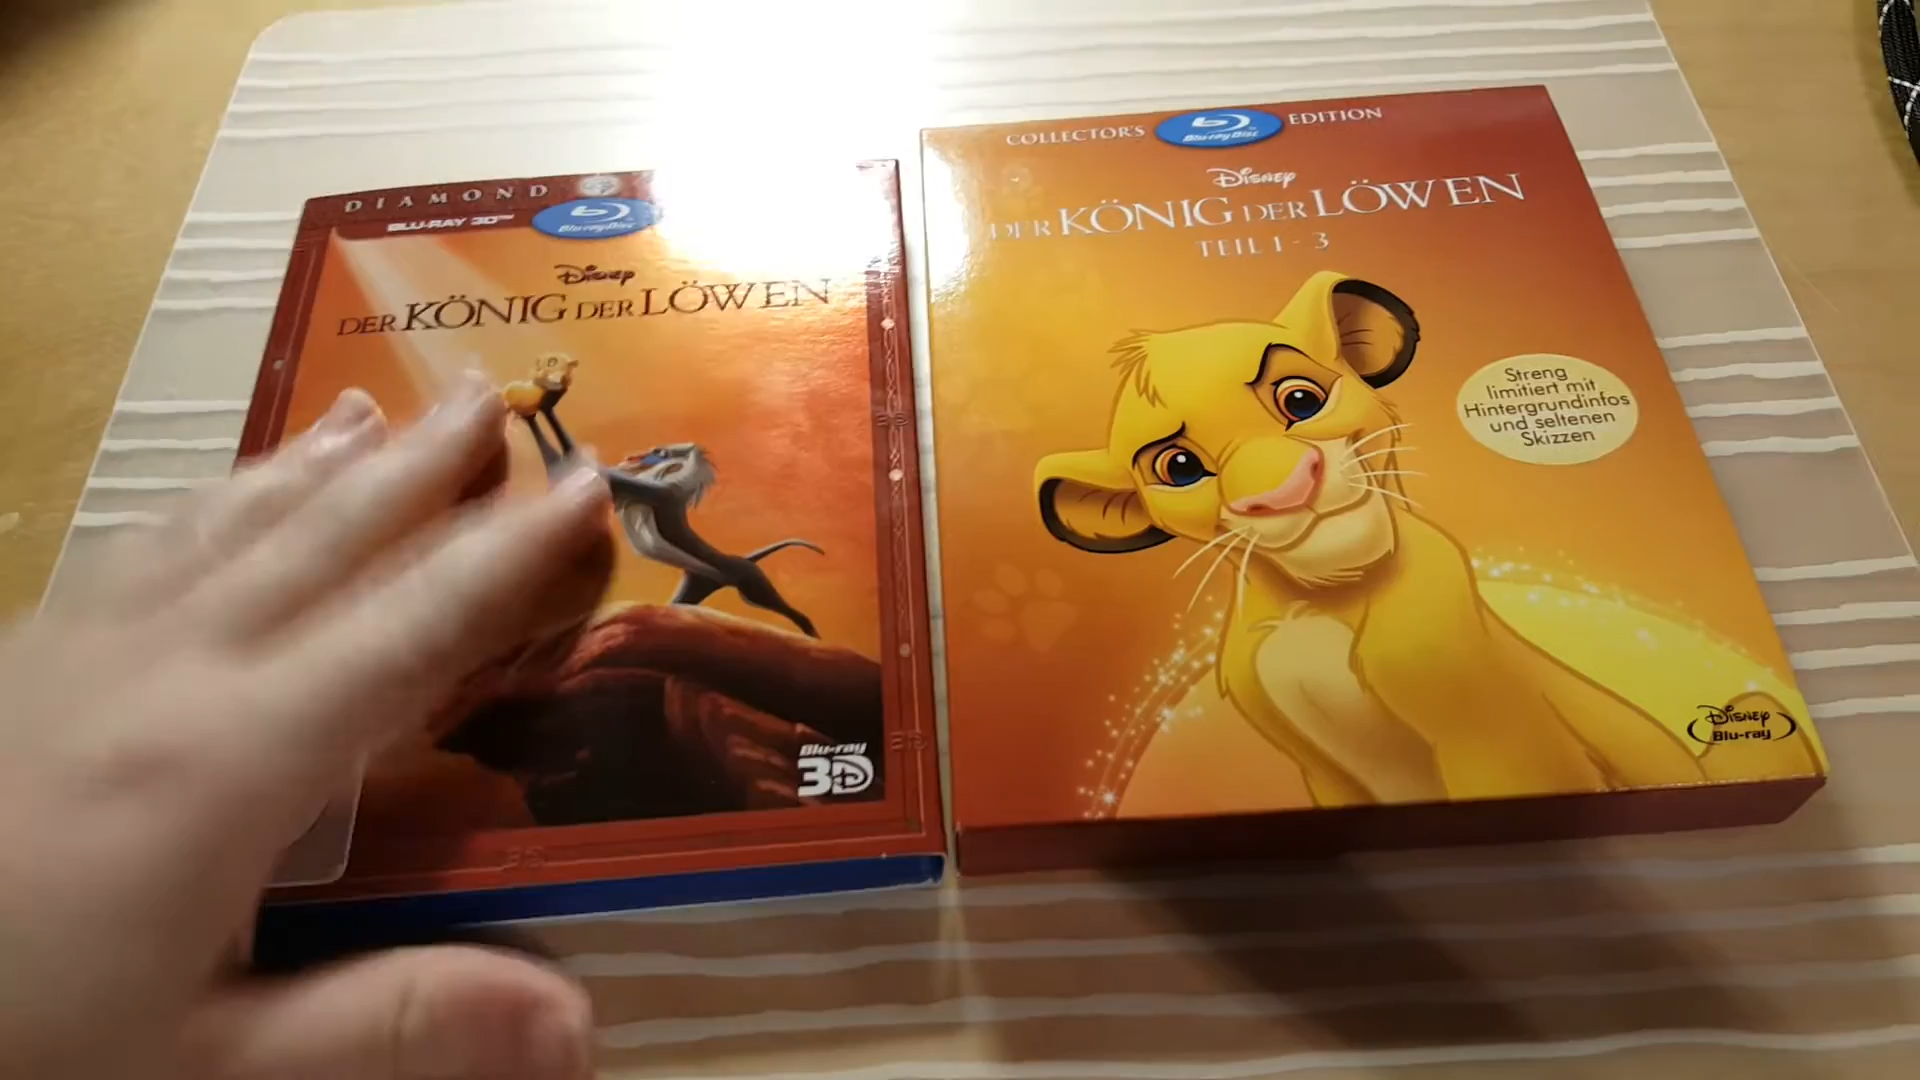 DIAMOND
BLU-RAY 3D™
Blu-ray Disc
Disney
DER KÖNIG DER LÖWEN
Blu-ray
3D
COLLECTOR'S
Blu-ray Disc
EDITION
Disney
DER KÖNIG DER LÖWEN
TEIL 1 - 3
Streng
limitiert mit
Hintergrundinfos
und seltenen
Skizzen
Disney
Blu-ray